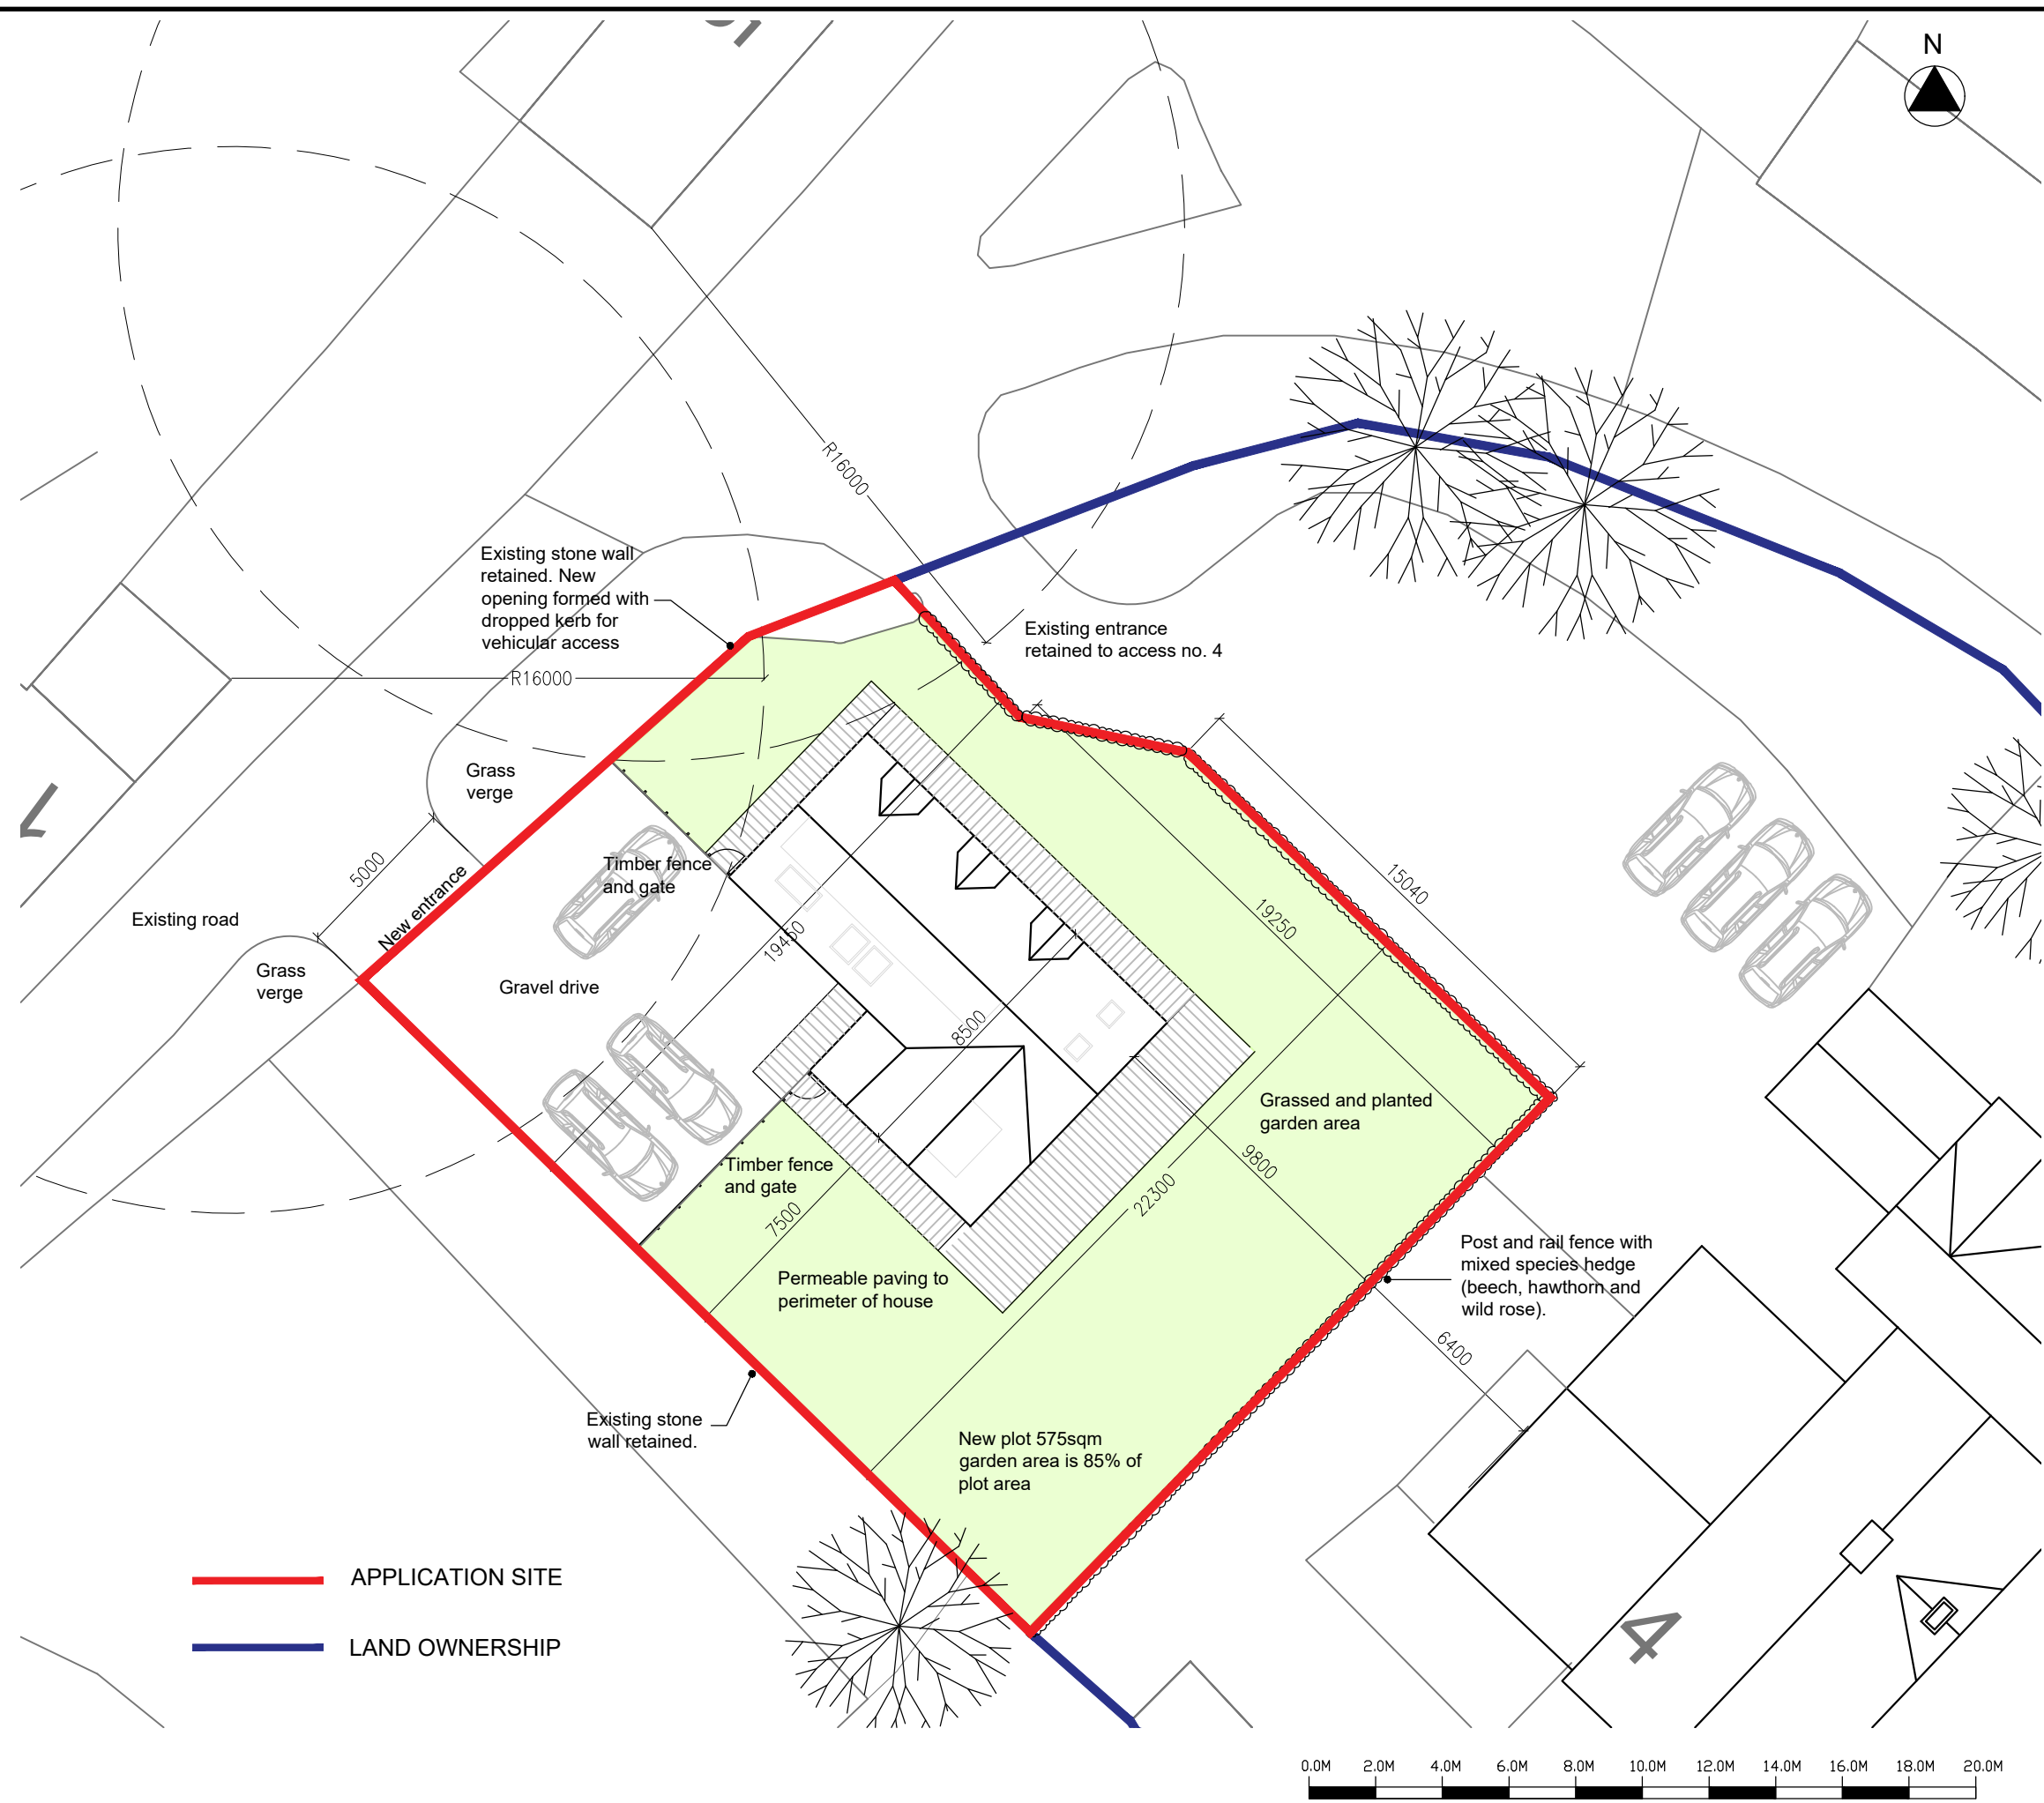 N
R16000
Existing stone wall
retained. New
opening formed with
dropped kerb for
vehicular access
Existing entrance
retained to access no. 4
R16000
Grass
verge
5000
New entrance
Existing road
Timber fence
and gate
15040
19250
19450
Grass
verge
Gravel drive
8500
Grassed and planted
garden area
9800
22300
Timber fence
and gate
7500
Permeable paving to
perimeter of house
Post and rail fence with
mixed species hedge
(beech, hawthorn and
wild rose).
6400
Existing stone
wall retained.
New plot 575sqm
garden area is 85% of
plot area
APPLICATION SITE
LAND OWNERSHIP
4
0.0M 2.0M 4.0M 6.0M 8.0M 10.0M 12.0M 14.0M 16.0M 18.0M 20.0M